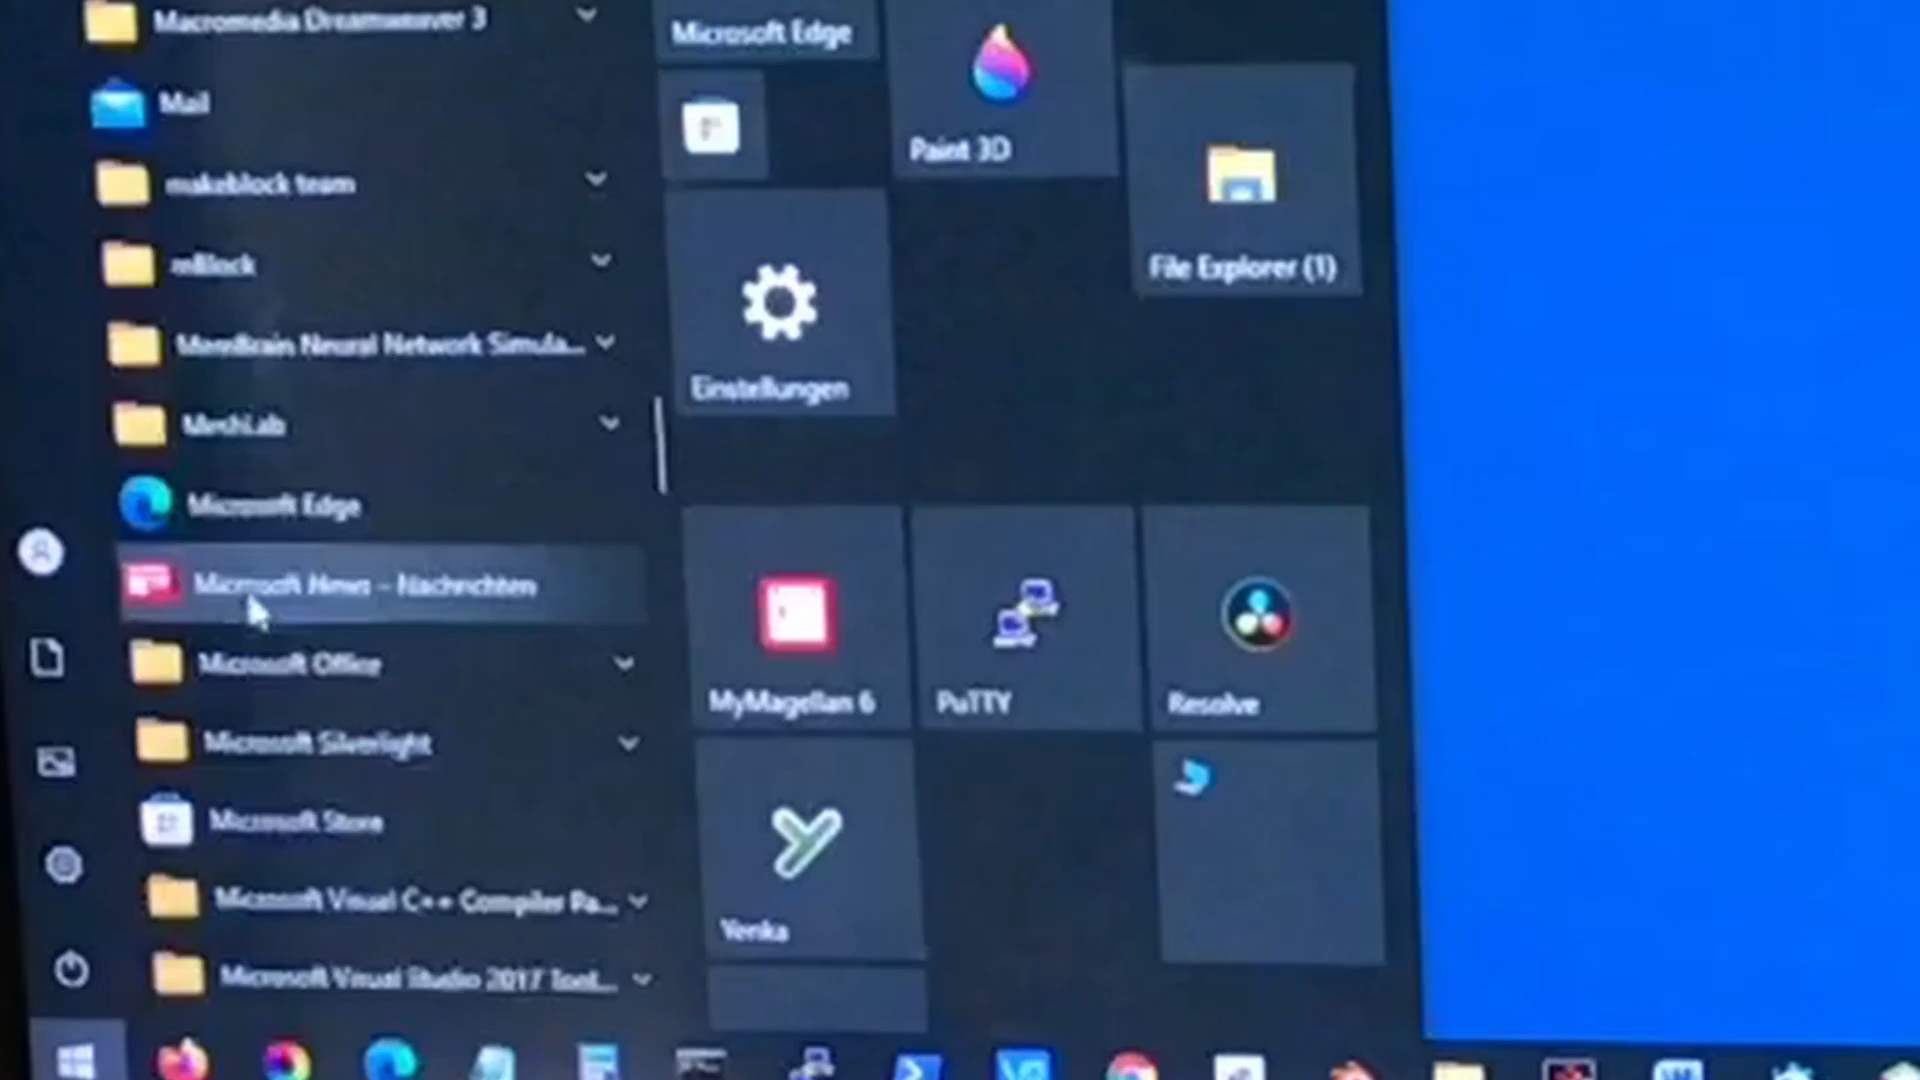 Macromedia Dreamweaver 3
Mail
makeblock team
mBlock
MemBrain Neural Network Simula...
MeshLab
Microsoft Edge
Microsoft News – Nachrichten
Microsoft Office
Microsoft Silverlight
Microsoft Store
Microsoft Visual C++ Compiler Pa...
Microsoft Visual Studio 2017 Tool...
Microsoft Edge
Paint 3D
File Explorer (1)
Einstellungen
MyMagellan 6
PuTTY
Resolve
Yenka